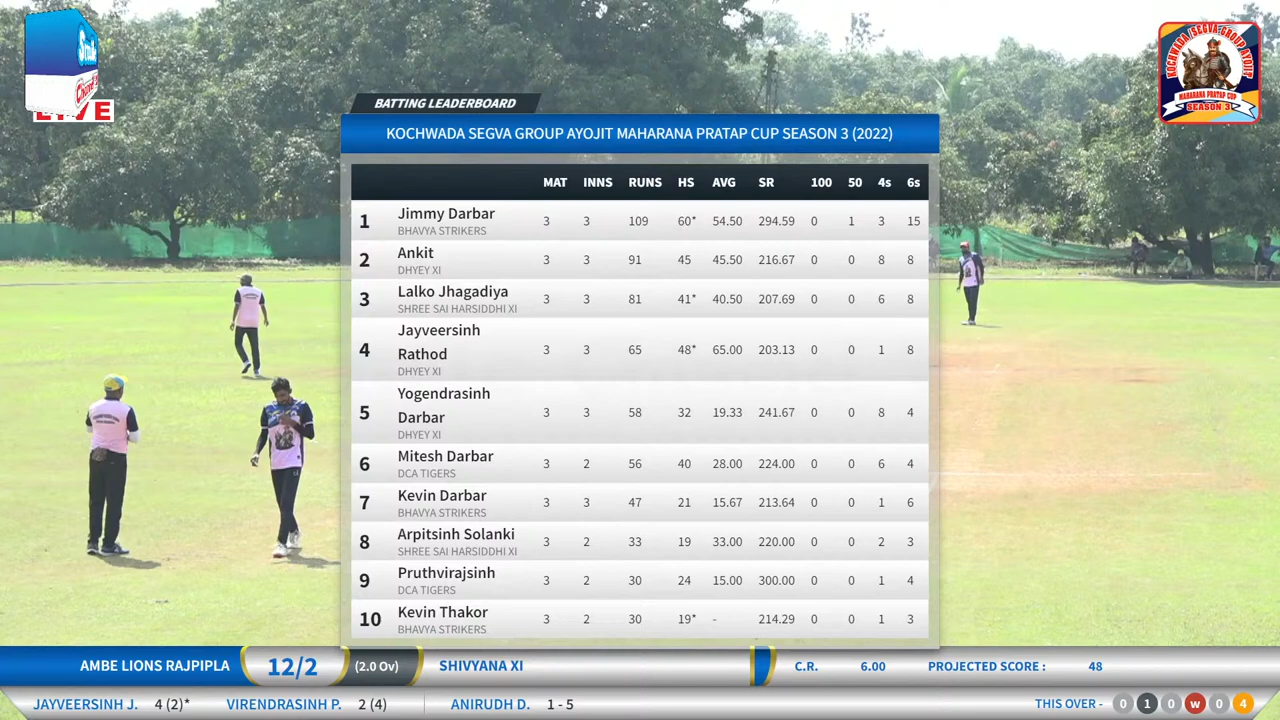 Smile
Chase
LIVE
KOCHWADA SEGVA GROUP AYOJIT
MAHARANA PRATAP CUP
SEASON 3
BATTING LEADERBOARD
KOCHWADA SEGVA GROUP AYOJIT MAHARANA PRATAP CUP SEASON 3 (2022)
MAT INNS RUNS HS AVG SR 100 50 4s 6s
1 Jimmy Darbar 3 3 109 60* 54.50 294.59 0 1 3 15
BHAVYA STRIKERS
2 Ankit 3 3 91 45 45.50 216.67 0 0 8 8
DHYEY XI
3 Lalko Jhagadiya 3 3 81 41* 40.50 207.69 0 0 6 8
SHREE SAI HARSIDDHI XI
4 Jayveersinh
Rathod 3 3 65 48* 65.00 203.13 0 0 1 8
DHYEY XI
5 Yogendrasinh
Darbar 3 3 58 32 19.33 241.67 0 0 8 4
DHYEY XI
6 Mitesh Darbar 3 2 56 40 28.00 224.00 0 0 6 4
DCA TIGERS
7 Kevin Darbar 3 3 47 21 15.67 213.64 0 0 1 6
BHAVYA STRIKERS
8 Arpitsinh Solanki 3 2 33 19 33.00 220.00 0 0 2 3
SHREE SAI HARSIDDHI XI
9 Pruthvirajsinh 3 2 30 24 15.00 300.00 0 0 1 4
DCA TIGERS
10 Kevin Thakor 3 2 30 19* - 214.29 0 0 1 3
BHAVYA STRIKERS
AMBE LIONS RAJPIPLA 12/2 (2.0 Ov) SHIVYANA XI C.R. 6.00 PROJECTED SCORE : 48
JAYVEERSINH J. 4 (2)* VIRENDRASINH P. 2 (4) ANIRUDH D. 1 - 5 THIS OVER - 0 1 0 w 0 4